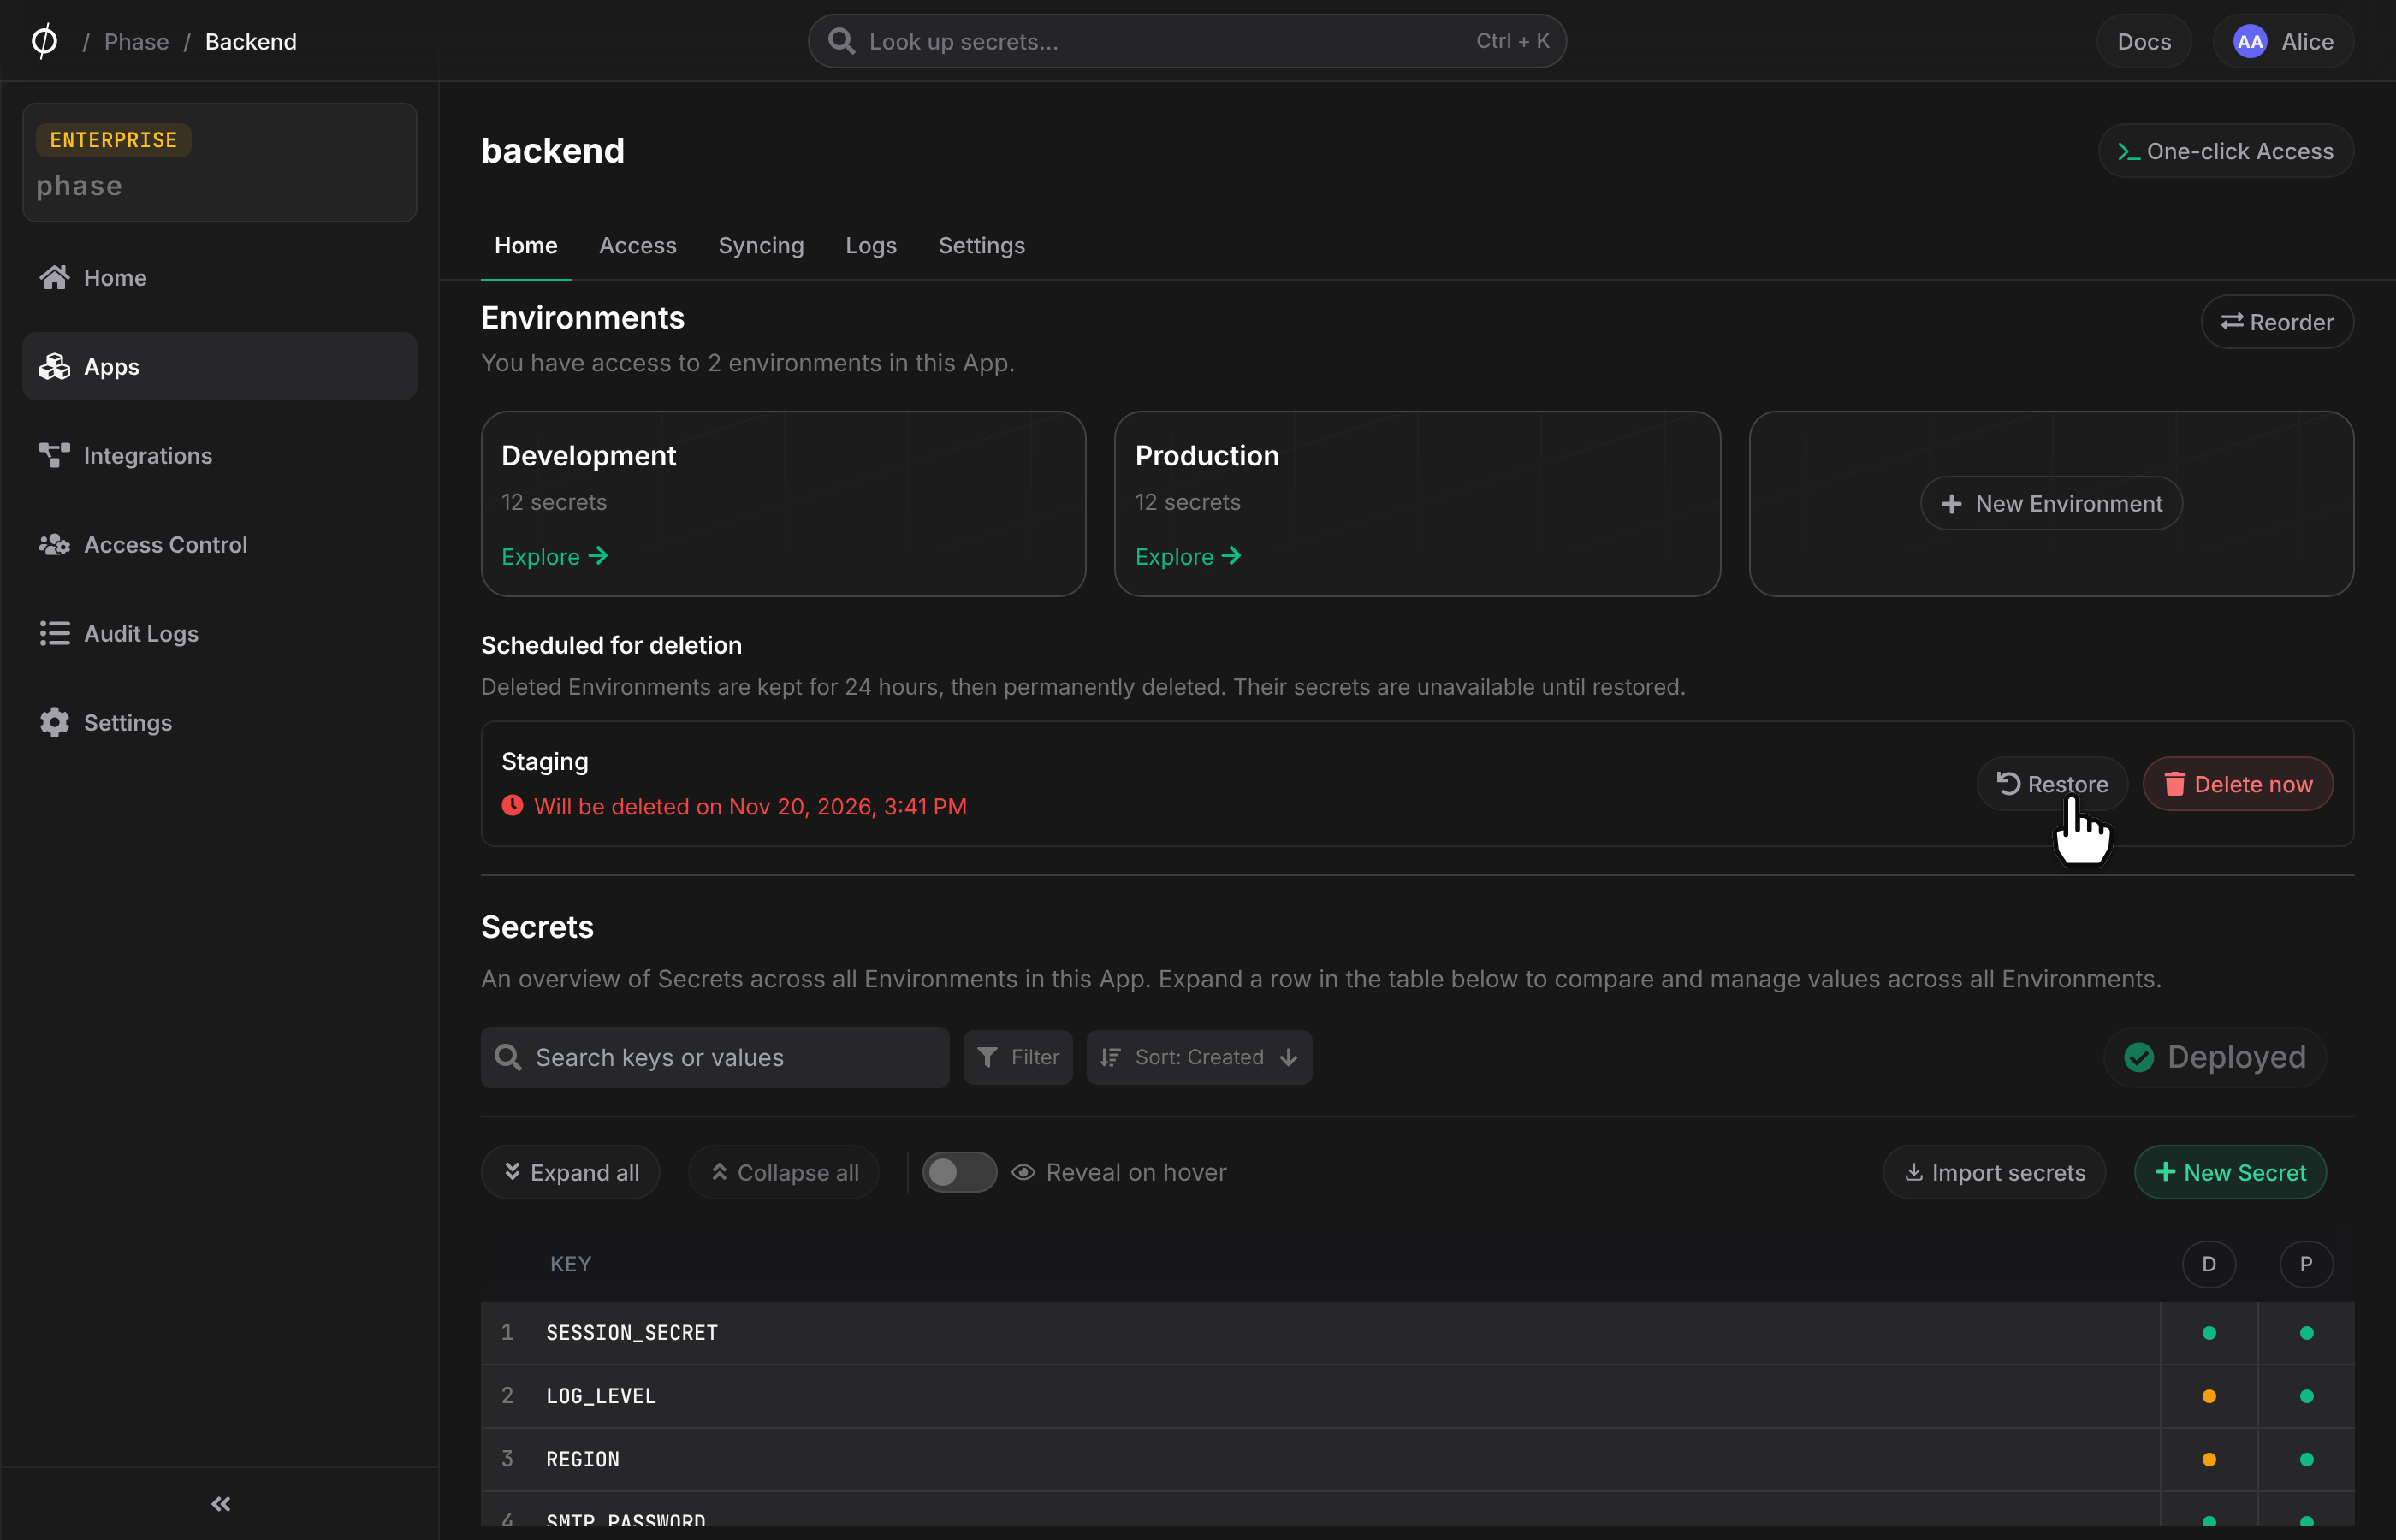 / Phase / Backend
Look up secrets... Ctrl + K
Docs
AA Alice
ENTERPRISE
phase
Home
Apps
Integrations
Access Control
Audit Logs
Settings
backend
One-click Access
Home Access Syncing Logs Settings
Environments
Reorder
You have access to 2 environments in this App.
Development
12 secrets
Explore
Production
12 secrets
Explore
New Environment
Scheduled for deletion
Deleted Environments are kept for 24 hours, then permanently deleted. Their secrets are unavailable until restored.
Staging
Will be deleted on Nov 20, 2026, 3:41 PM
Restore
Delete now
Secrets
An overview of Secrets across all Environments in this App. Expand a row in the table below to compare and manage values across all Environments.
Search keys or values
Filter
Sort: Created
Deployed
Expand all
Collapse all
Reveal on hover
Import secrets
New Secret
KEY D P
1 SESSION_SECRET
2 LOG_LEVEL
3 REGION
4 SMTP_PASSWORD